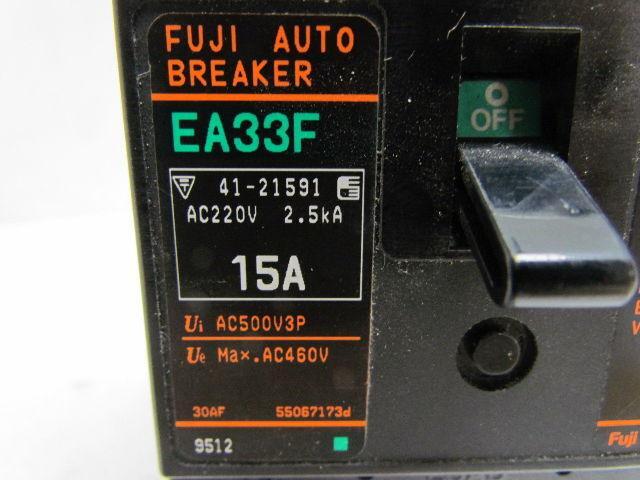 FUJI AUTO
BREAKER
EA33F
41-21591
AC220V 2.5kA
15A
Ui AC500V3P
Ue Max.AC460V
30AF 55067173d
9512
OFF
Fuji